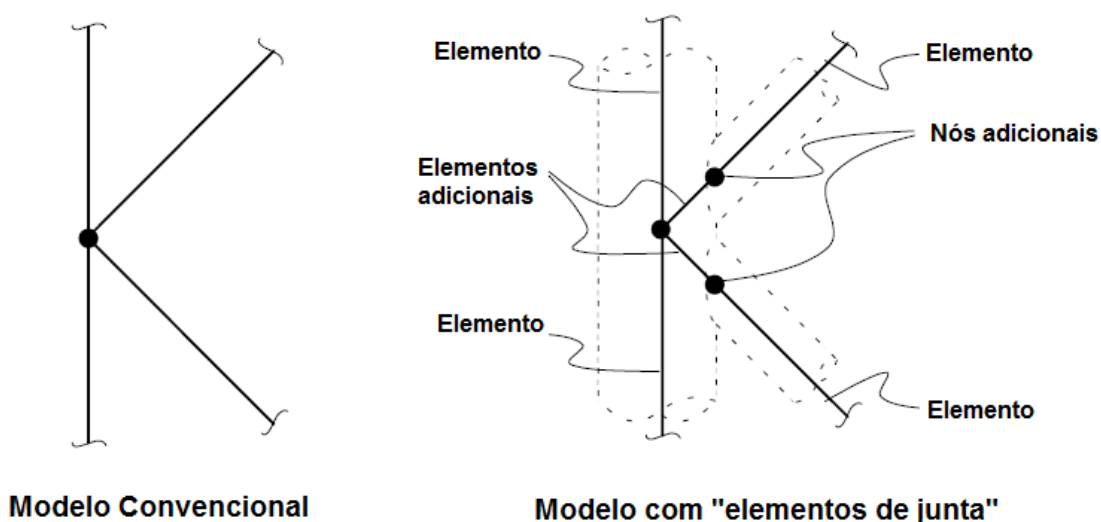 Elemento
Elemento
Nós adicionais
Elementos
adicionais
Elemento
Elemento
Modelo Convencional
Modelo com "elementos de junta"